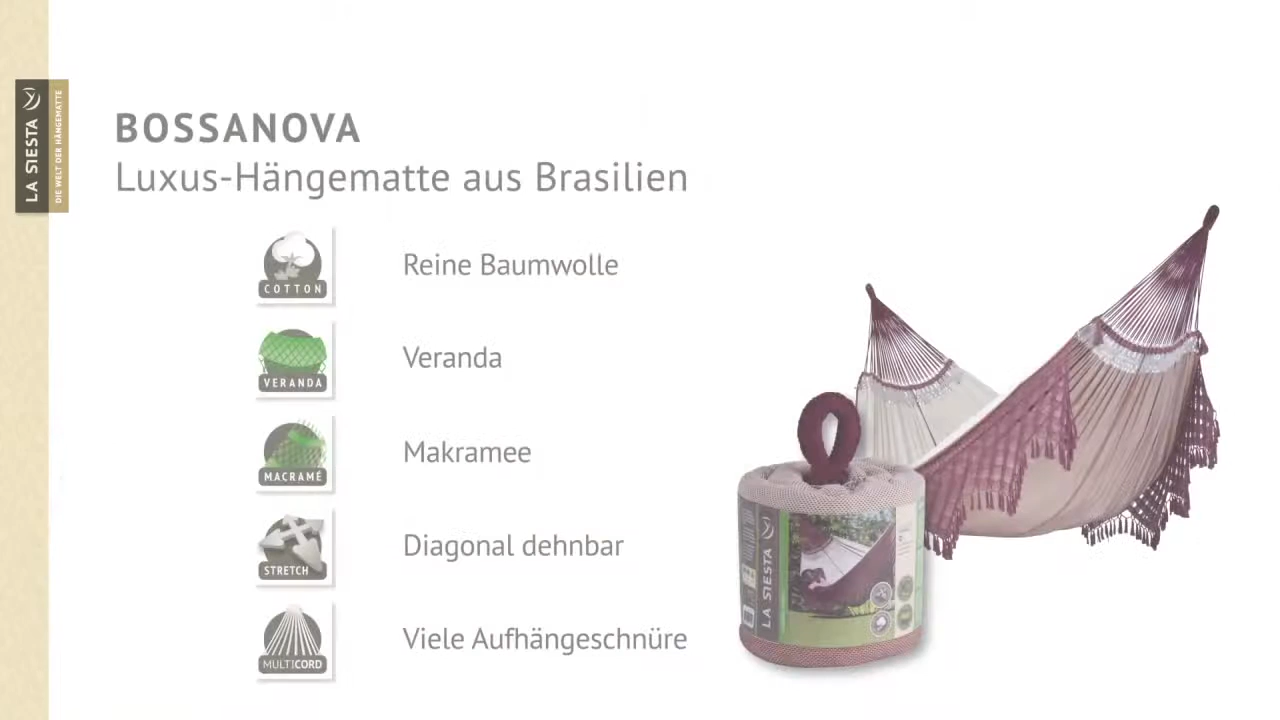 LA SIESTA
DIE WELT DER HÄNGEMATTE
BOSSANOVA
Luxus-Hängematte aus Brasilien
COTTON
Reine Baumwolle
VERANDA
Veranda
MACRAMÉ
Makramee
STRETCH
Diagonal dehnbar
MULTICORD
Viele Aufhängeschnüre
LA SIESTA